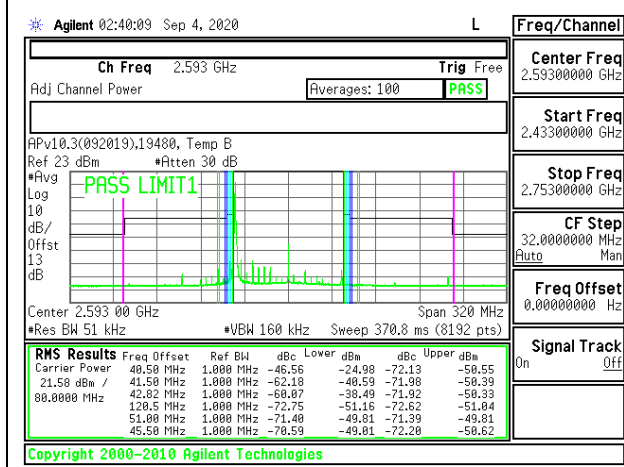 Agilent 02:40:09 Sep 4, 2020 L
Freq/Channel
Ch Freq 2.593 GHz Trig Free
Adj Channel Power Averages: 100 PASS
Center Freq
2.59300000 GHz
Start Freq
2.43300000 GHz
Stop Freq
2.75300000 GHz
CF Step
32.0000000 MHz
Auto Man
Freq Offset
0.00000000 Hz
Signal Track
On Off
APv10.3(092019),19480, Temp B
Ref 23 dBm #Atten 30 dB
#Avg
Log
10
dB/
Offst
13
dB
PASS LIMIT1
Center 2.593 00 GHz Span 320 MHz
#Res BW 51 kHz #VBW 160 kHz Sweep 370.8 ms (8192 pts)
RMS Results Freq Offset Ref BW dBc Lower dBm dBc Upper dBm
Carrier Power 40.50 MHz 1.000 MHz -46.56 -24.98 -72.13 -50.55
21.58 dBm / 41.50 MHz 1.000 MHz -62.18 -40.59 -71.98 -50.39
80.0000 MHz 42.82 MHz 1.000 MHz -60.07 -38.49 -71.92 -50.33
120.5 MHz 1.000 MHz -72.75 -51.16 -72.62 -51.04
51.00 MHz 1.000 MHz -71.40 -49.81 -71.39 -49.81
45.50 MHz 1.000 MHz -70.59 -49.01 -72.20 -50.62
Copyright 2000-2010 Agilent Technologies